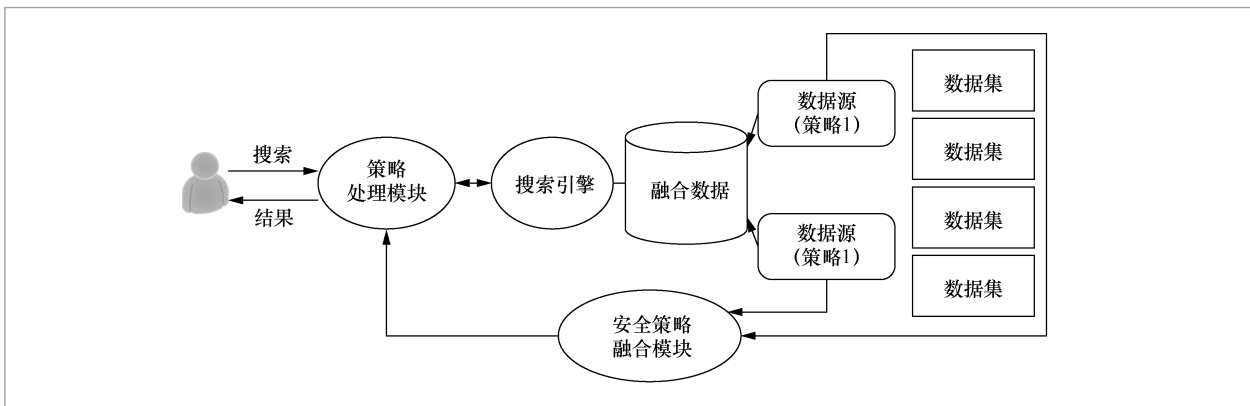 搜索
结果
策略
处理模块
搜索引擎
融合数据
数据源
(策略1)
数据源
(策略1)
数据集
数据集
数据集
数据集
安全策略
融合模块